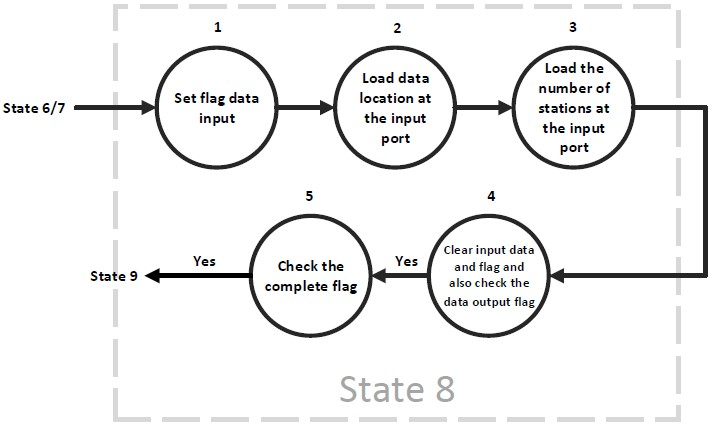 1
2
3
State 6/7
Set flag data
input
Load data
location at
the input
port
Load the
number of
stations at
the input
port
5
4
State 9
Yes
Check the
complete flag
Yes
Clear input data
and flag and
also check the
data output flag
State 8